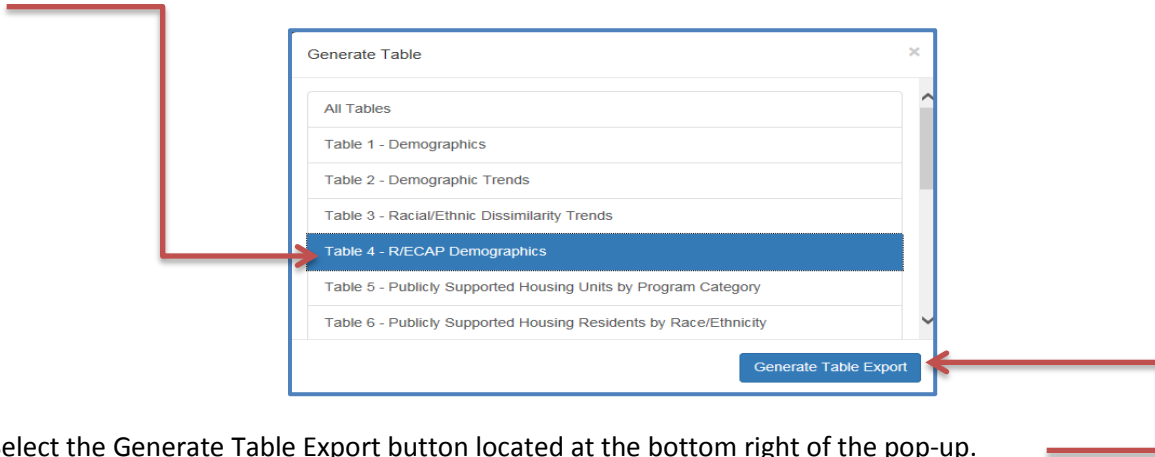 Generate Table ×
All Tables
Table 1 - Demographics
Table 2 - Demographic Trends
Table 3 - Racial/Ethnic Dissimilarity Trends
Table 4 - R/ECAP Demographics
Table 5 - Publicly Supported Housing Units by Program Category
Table 6 - Publicly Supported Housing Residents by Race/Ethnicity
Generate Table Export
Select the Generate Table Export button located at the bottom right of the pop-up.